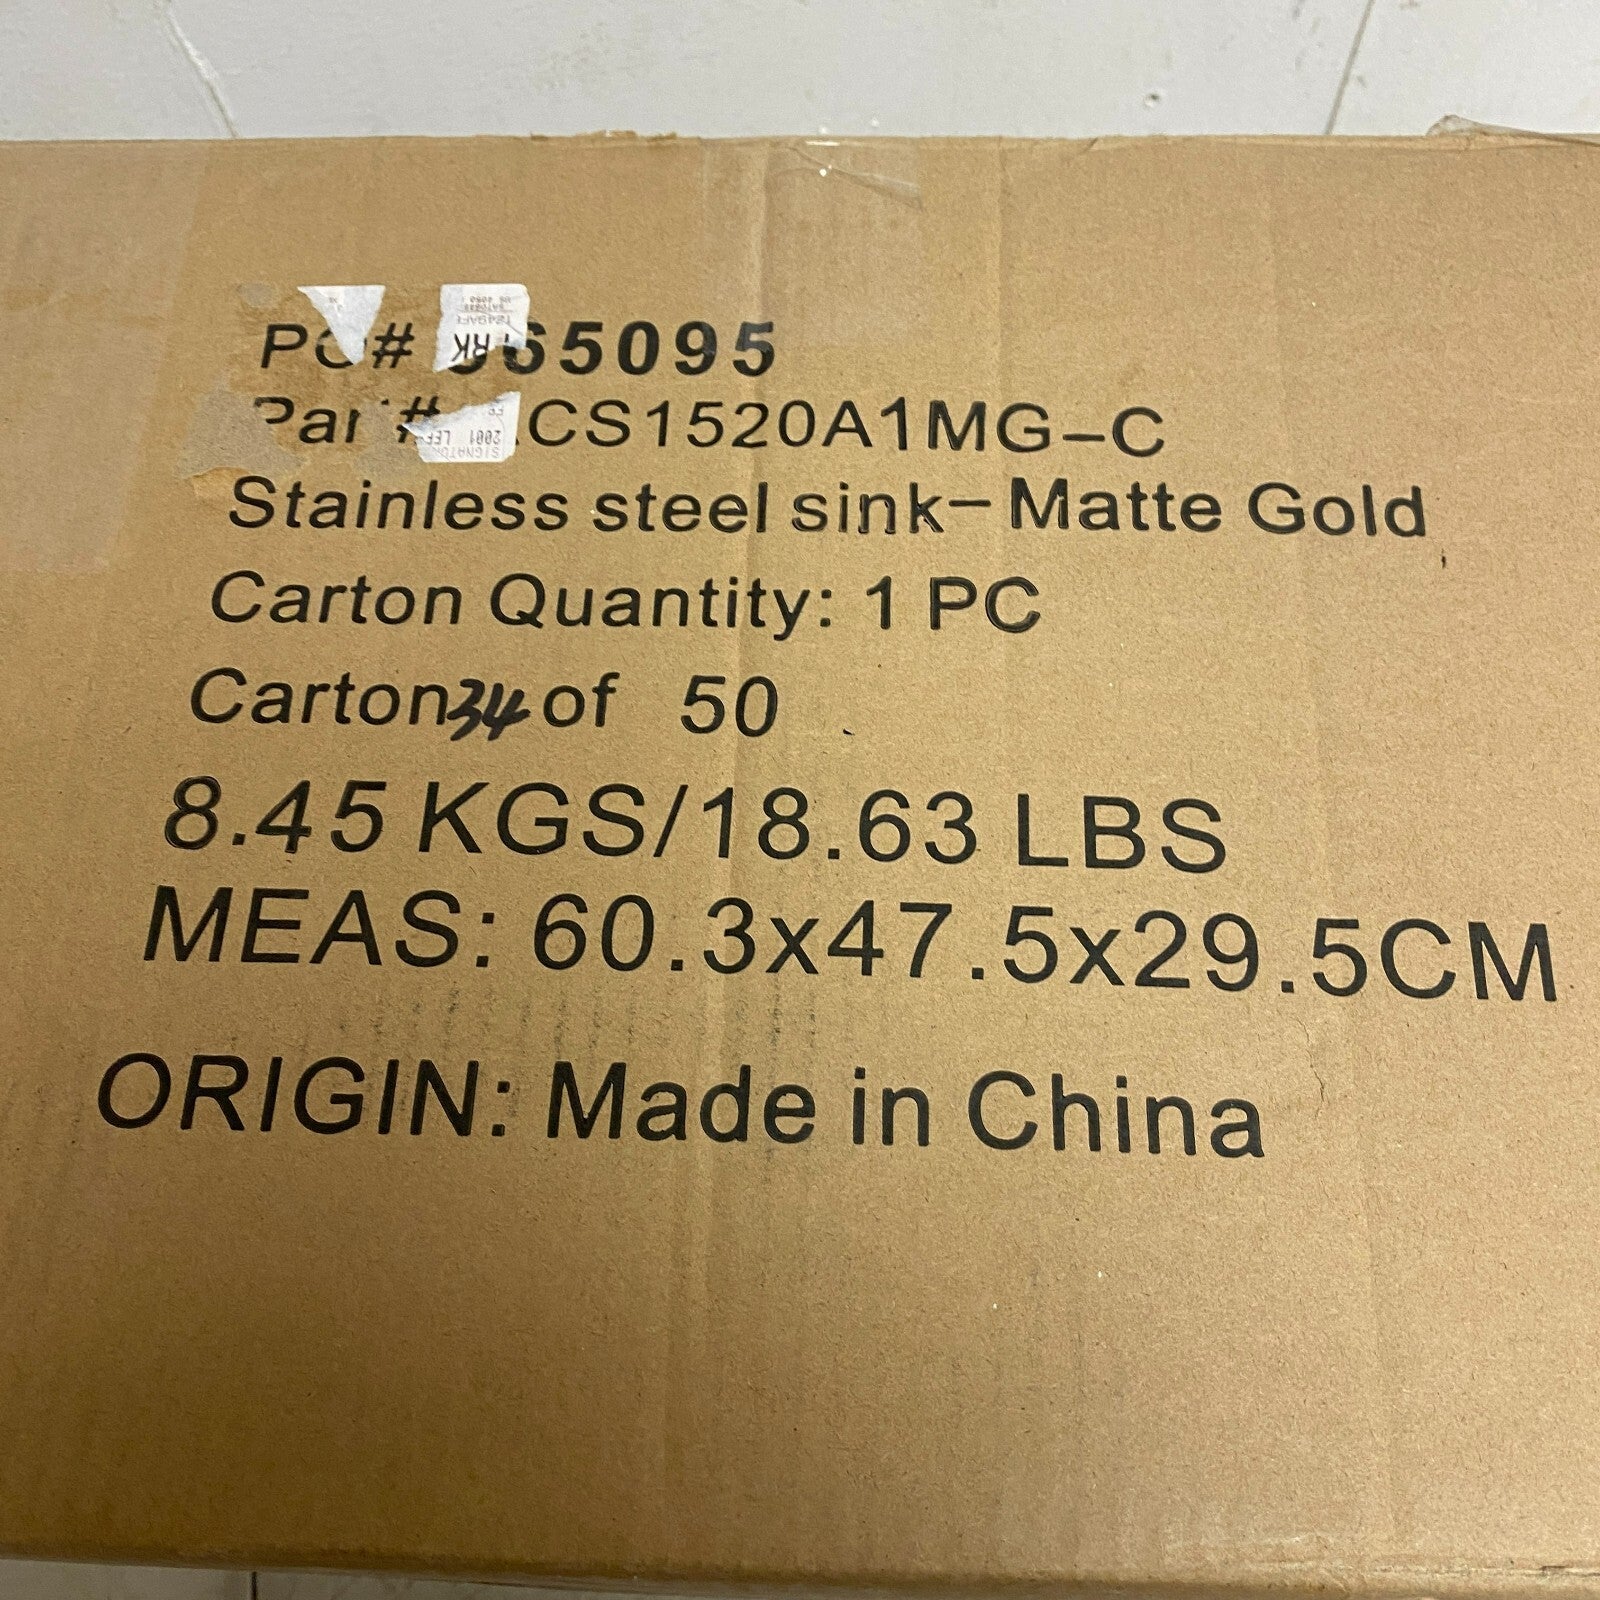 PO# 65095
Part# CS1520A1MG-C
Stainless steel sink-Matte Gold
Carton Quantity: 1 PC
Carton 34 of 50
8.45 KGS/18.63 LBS
MEAS: 60.3x47.5x29.5CM
ORIGIN: Made in China